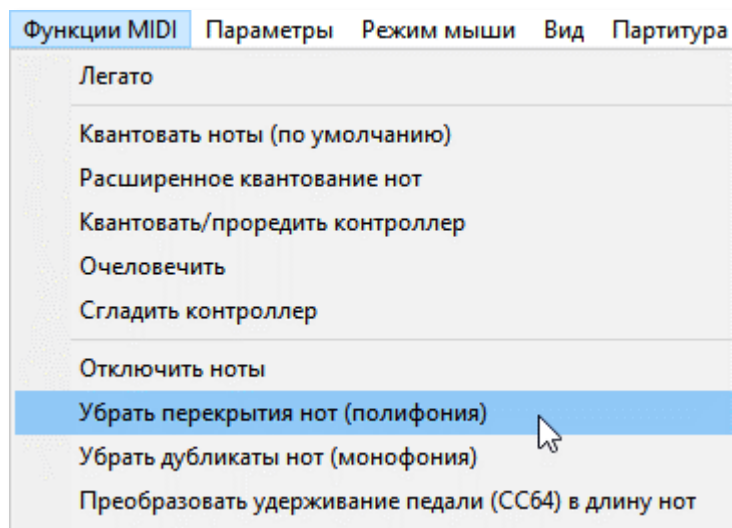 Функции MIDI Параметры Режим мыши Вид Партитура
Легато
Квантовать ноты (по умолчанию)
Расширенное квантование нот
Квантовать/проредить контроллер
Очеловечить
Сгладить контроллер
Отключить ноты
Убрать перекрытия нот (полифония)
Убрать дубликаты нот (монофония)
Преобразовать удерживание педали (CC64) в длину нот